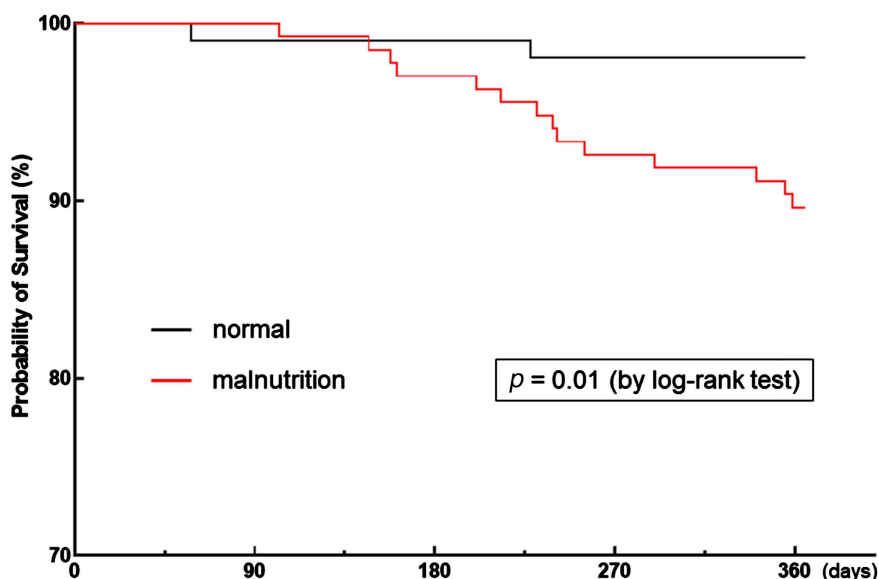 Probability of Survival (%)
100
90
80
70
normal
malnutrition
p = 0.01 (by log-rank test)
0 90 180 270 360 (days)